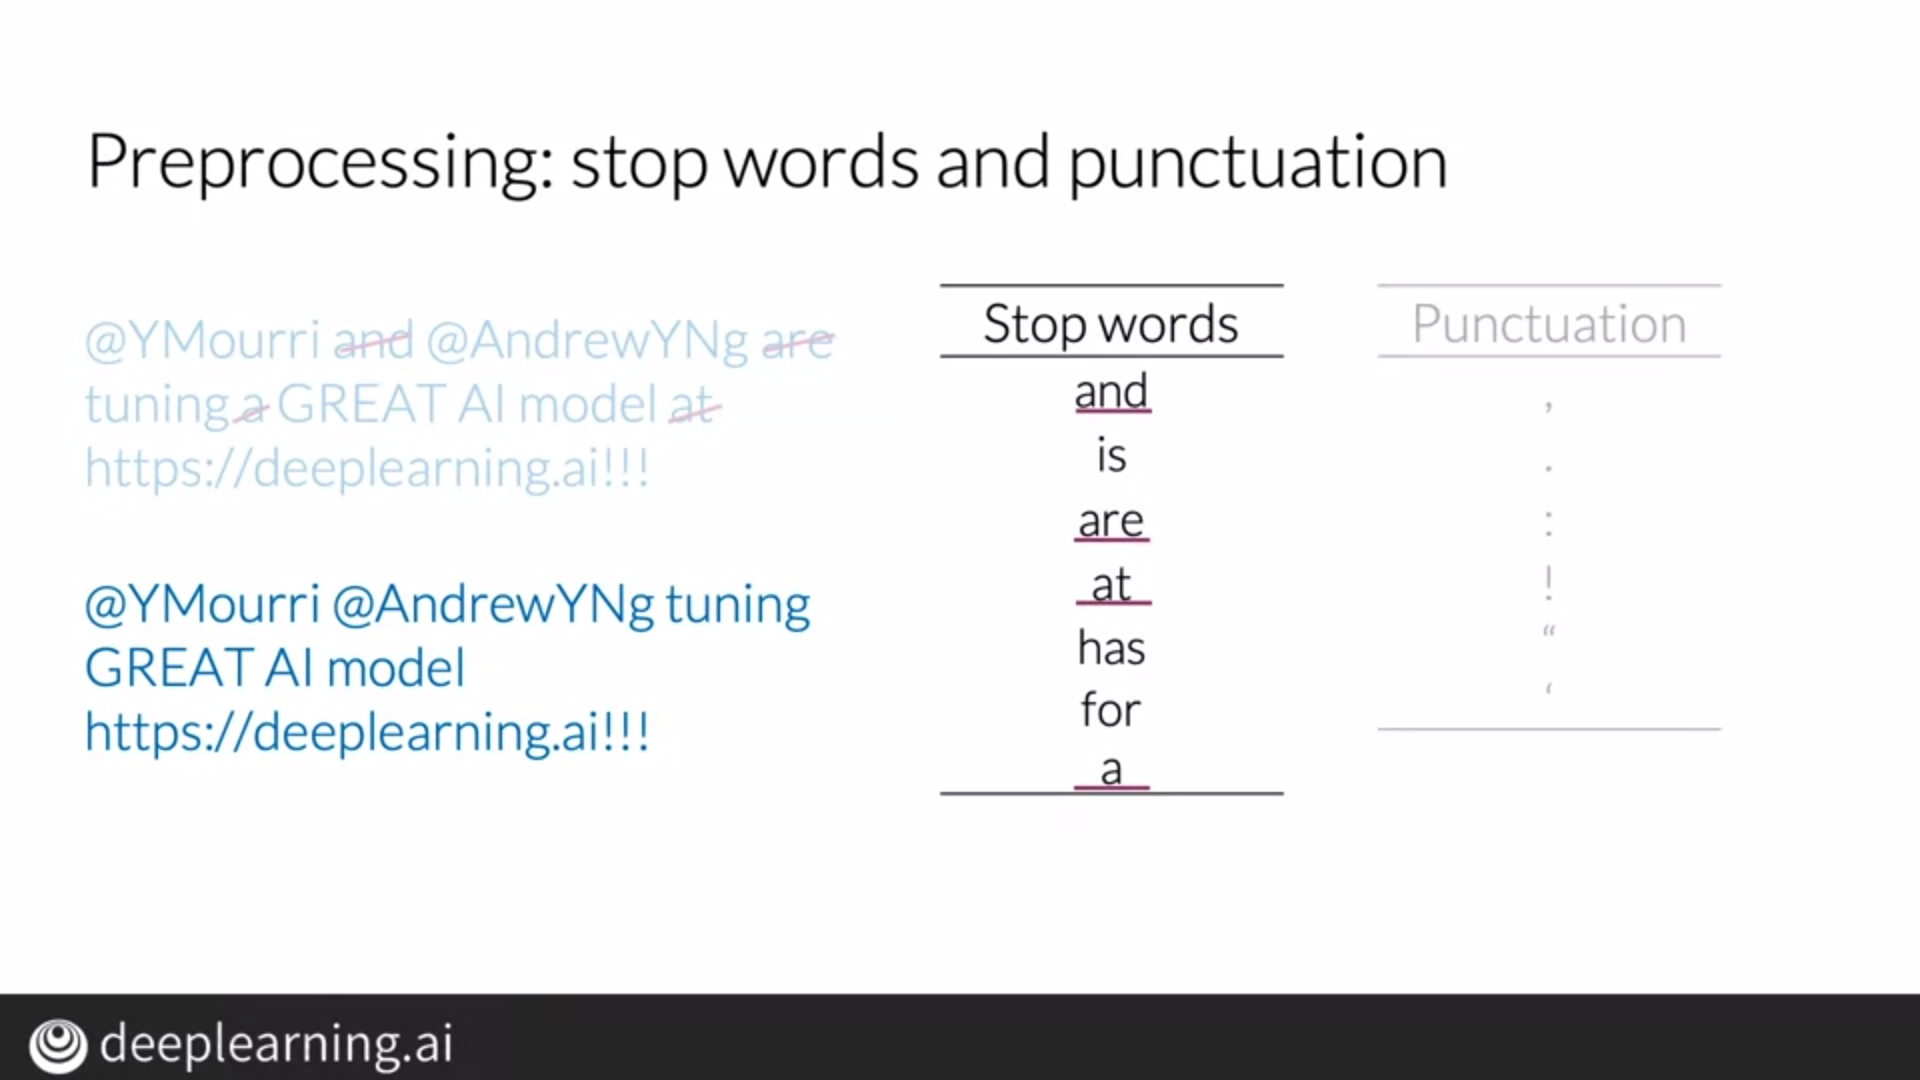 Preprocessing: stop words and punctuation
@YMourri and @AndrewYNg are
tuning a GREAT AI model at
https://deeplearning.ai!!!
@YMourri @AndrewYNg tuning
GREAT AI model
https://deeplearning.ai!!!
Stop words
and
is
are
at
has
for
a
Punctuation
,
.
:
!
“
‘
deeplearning.ai